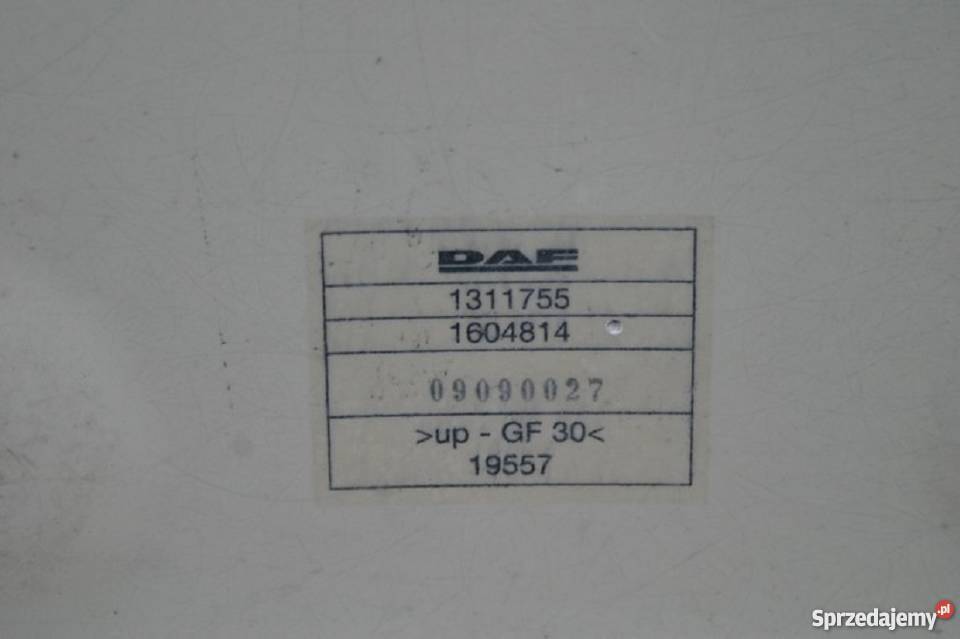 DAF
1311755
1604814
09090027
>up - GF 30<
19557
Sprzedajemy.pl